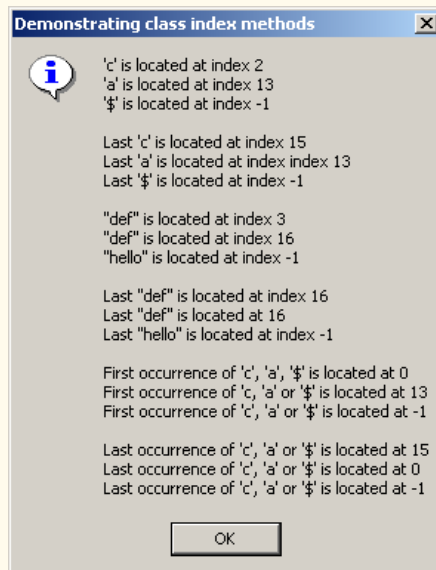 Demonstrating class index methods
'c' is located at index 2
'a' is located at index 13
'$' is located at index -1
Last 'c' is located at index 15
Last 'a' is located at index index 13
Last '$' is located at index -1
"def" is located at index 3
"def" is located at index 16
"hello" is located at index -1
Last "def" is located at index 16
Last "def" is located at 16
Last "hello" is located at index -1
First occurrence of 'c', 'a', '$' is located at 0
First occurrence of 'c, 'a' or '$' is located at 13
First occurrence of 'c', 'a' or '$' is located at -1
Last occurrence of 'c', 'a' or '$' is located at 15
Last occurrence of 'c', 'a' or '$' is located at 0
Last occurrence of 'c', 'a' or '$' is located at -1
OK